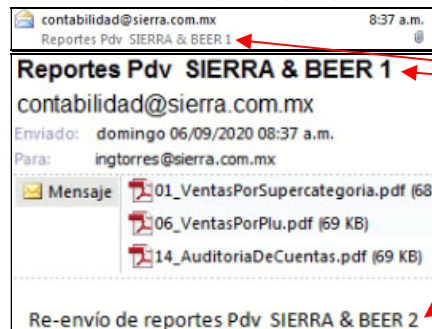 contabilidad@sierra.com.mx 8:37 a.m.
Reportes Pdv SIERRA & BEER 1
Reportes Pdv SIERRA & BEER 1
contabilidad@sierra.com.mx
Enviado: domingo 06/09/2020 08:37 a.m.
Para: ingtorres@sierra.com.mx
Mensaje 01_VentasPorSupercategoria.pdf (68
06_VentasPorPlu.pdf (69 KB)
14_AuditoriaDeCuentas.pdf (69 KB)
Re-envío de reportes Pdv SIERRA & BEER 2